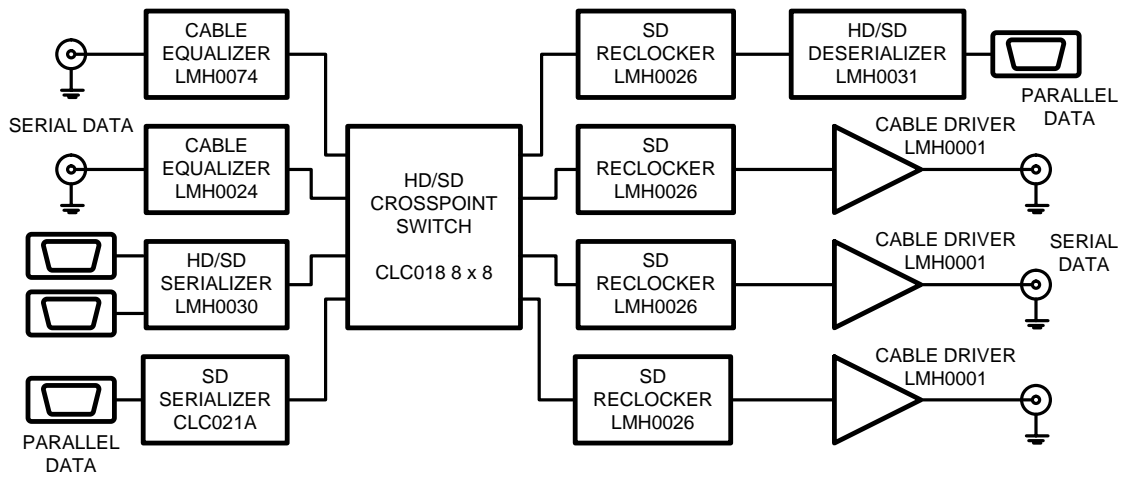 CABLE
EQUALIZER
LMH0074
SERIAL DATA
CABLE
EQUALIZER
LMH0024
HD/SD
SERIALIZER
LMH0030
SD
SERIALIZER
CLC021A
PARALLEL
DATA
HD/SD
CROSSPOINT
SWITCH
CLC018 8 x 8
SD
RECLOCKER
LMH0026
HD/SD
DESERIALIZER
LMH0031
PARALLEL
DATA
SD
RECLOCKER
LMH0026
CABLE DRIVER
LMH0001
SD
RECLOCKER
LMH0026
CABLE DRIVER
LMH0001
SERIAL
DATA
SD
RECLOCKER
LMH0026
CABLE DRIVER
LMH0001